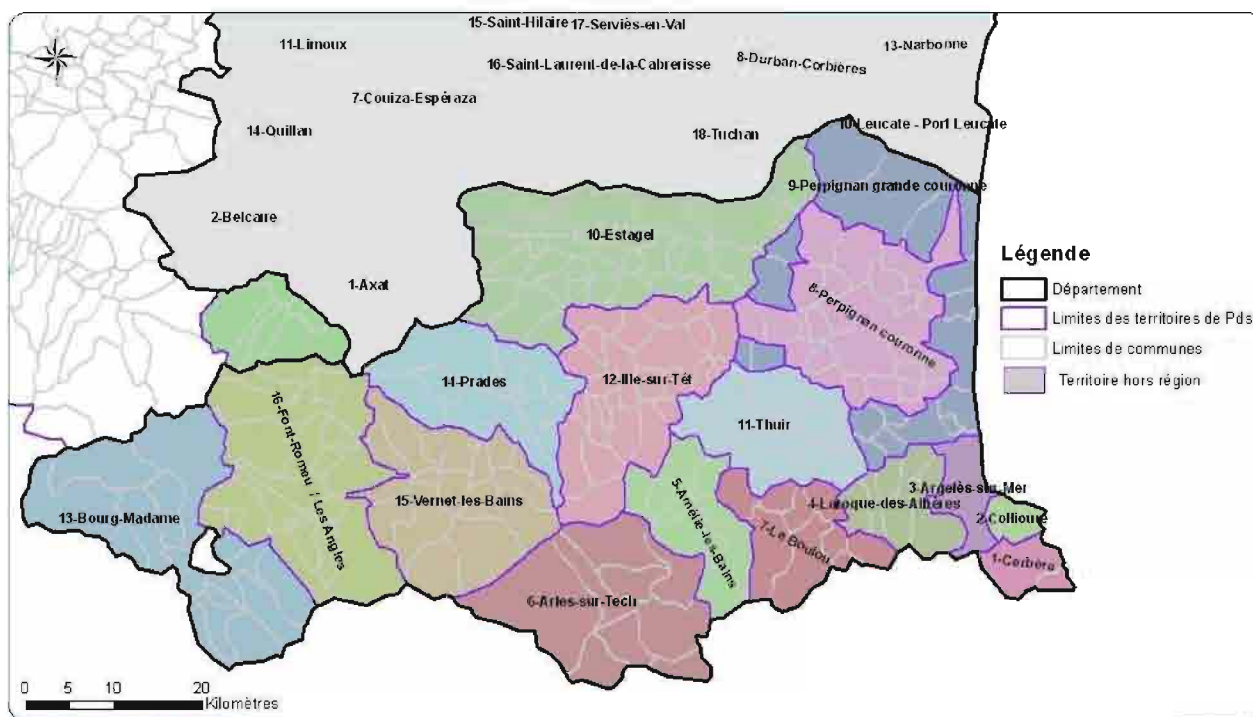 15-Saint-Hilaire
17-Serviès-en-Val
11-Limoux
13-Narbonne
16-Saint-Laurent-de-la-Cabrerisse
8-Durban-Corbières
7-Couiza-Espéraza
14-Quillan
10-Leucate - Port Leucate
18-Tuchan
9-Perpignan grande couronne
2-Belcaire
10-Estagel
1-Axat
8-Perpignan couronne
14-Prades
12-Ille-sur-Têt
11-Thuir
16-Font-Romeu / Les Angles
15-Vernet-les-Bains
13-Bourg-Madame
5-Amélie-les-Bains
3-Argelès-sur-Mer
4-Laroque-des-Albères
2-Collioure
7-Le Boulou
1-Cerbère
6-Arles-sur-Tech
Légende
Département
Limites des territoires de Pds
Limites de communes
Territoire hors région
0 5 10 20
Kilomètres